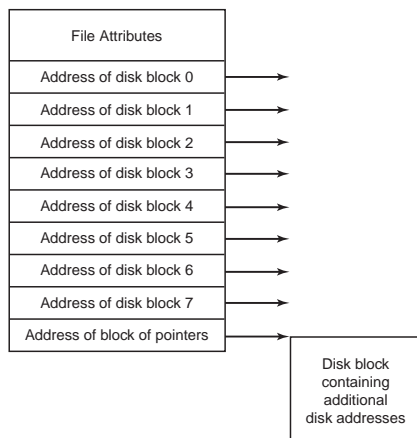 File Attributes
Address of disk block 0
Address of disk block 1
Address of disk block 2
Address of disk block 3
Address of disk block 4
Address of disk block 5
Address of disk block 6
Address of disk block 7
Address of block of pointers
Disk block
containing
additional
disk addresses